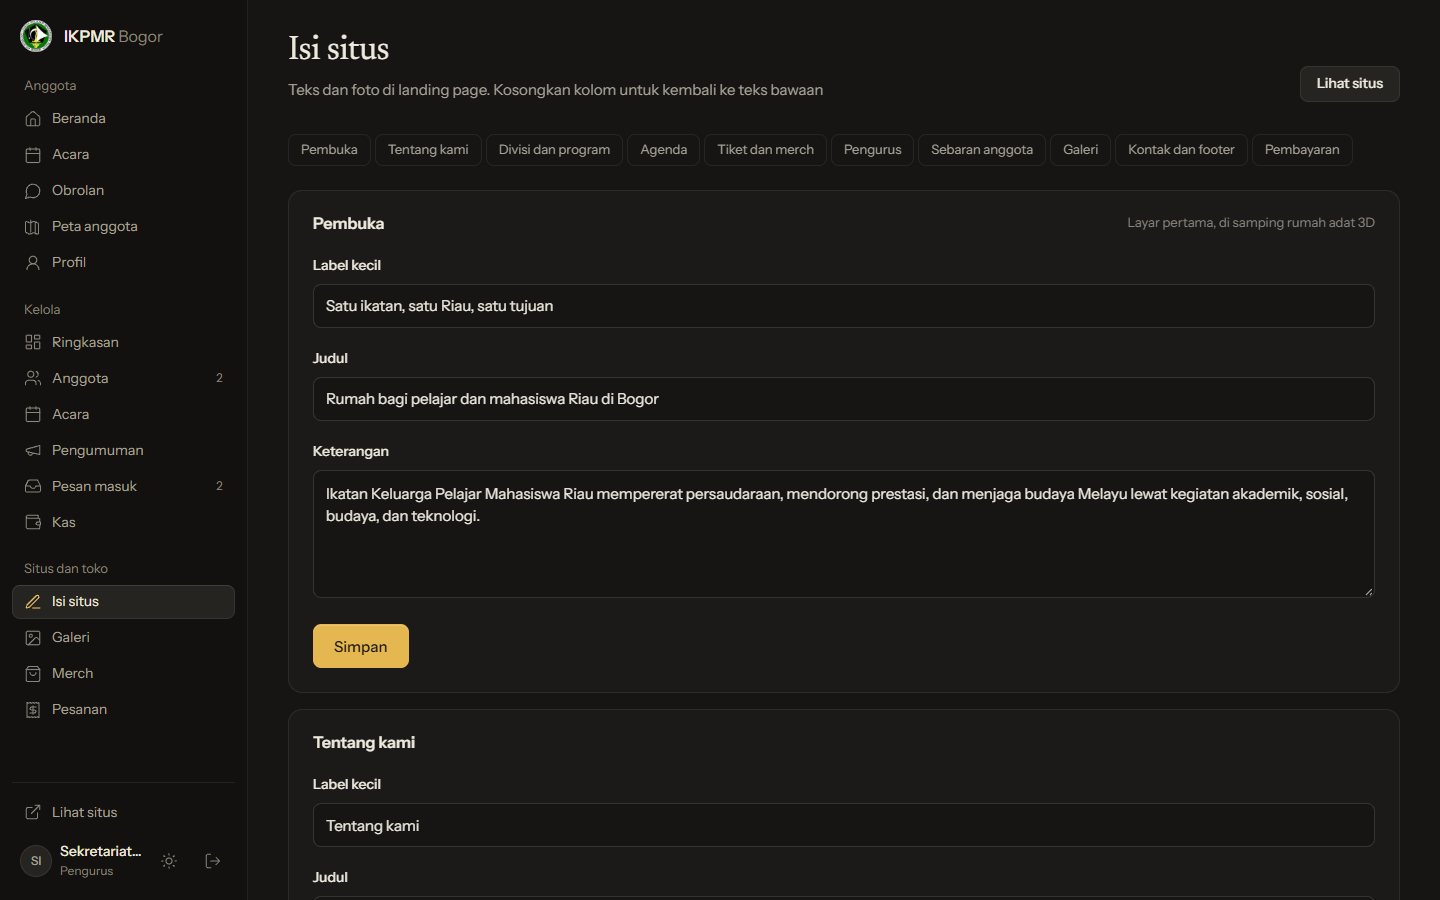 IKPMR Bogor
Anggota
Beranda
Acara
Obrolan
Peta anggota
Profil
Kelola
Ringkasan
Anggota 2
Acara
Pengumuman
Pesan masuk 2
Kas
Situs dan toko
Isi situs
Galeri
Merch
Pesanan
Lihat situs
SI
Sekretariat...
Pengurus
Isi situs
Teks dan foto di landing page. Kosongkan kolom untuk kembali ke teks bawaan
Lihat situs
Pembuka Tentang kami Divisi dan program Agenda Tiket dan merch Pengurus Sebaran anggota Galeri Kontak dan footer Pembayaran
Pembuka
Layar pertama, di samping rumah adat 3D
Label kecil
Satu ikatan, satu Riau, satu tujuan
Judul
Rumah bagi pelajar dan mahasiswa Riau di Bogor
Keterangan
Ikatan Keluarga Pelajar Mahasiswa Riau mempererat persaudaraan, mendorong prestasi, dan menjaga budaya Melayu lewat kegiatan akademik, sosial,
budaya, dan teknologi.
Simpan
Tentang kami
Label kecil
Tentang kami
Judul